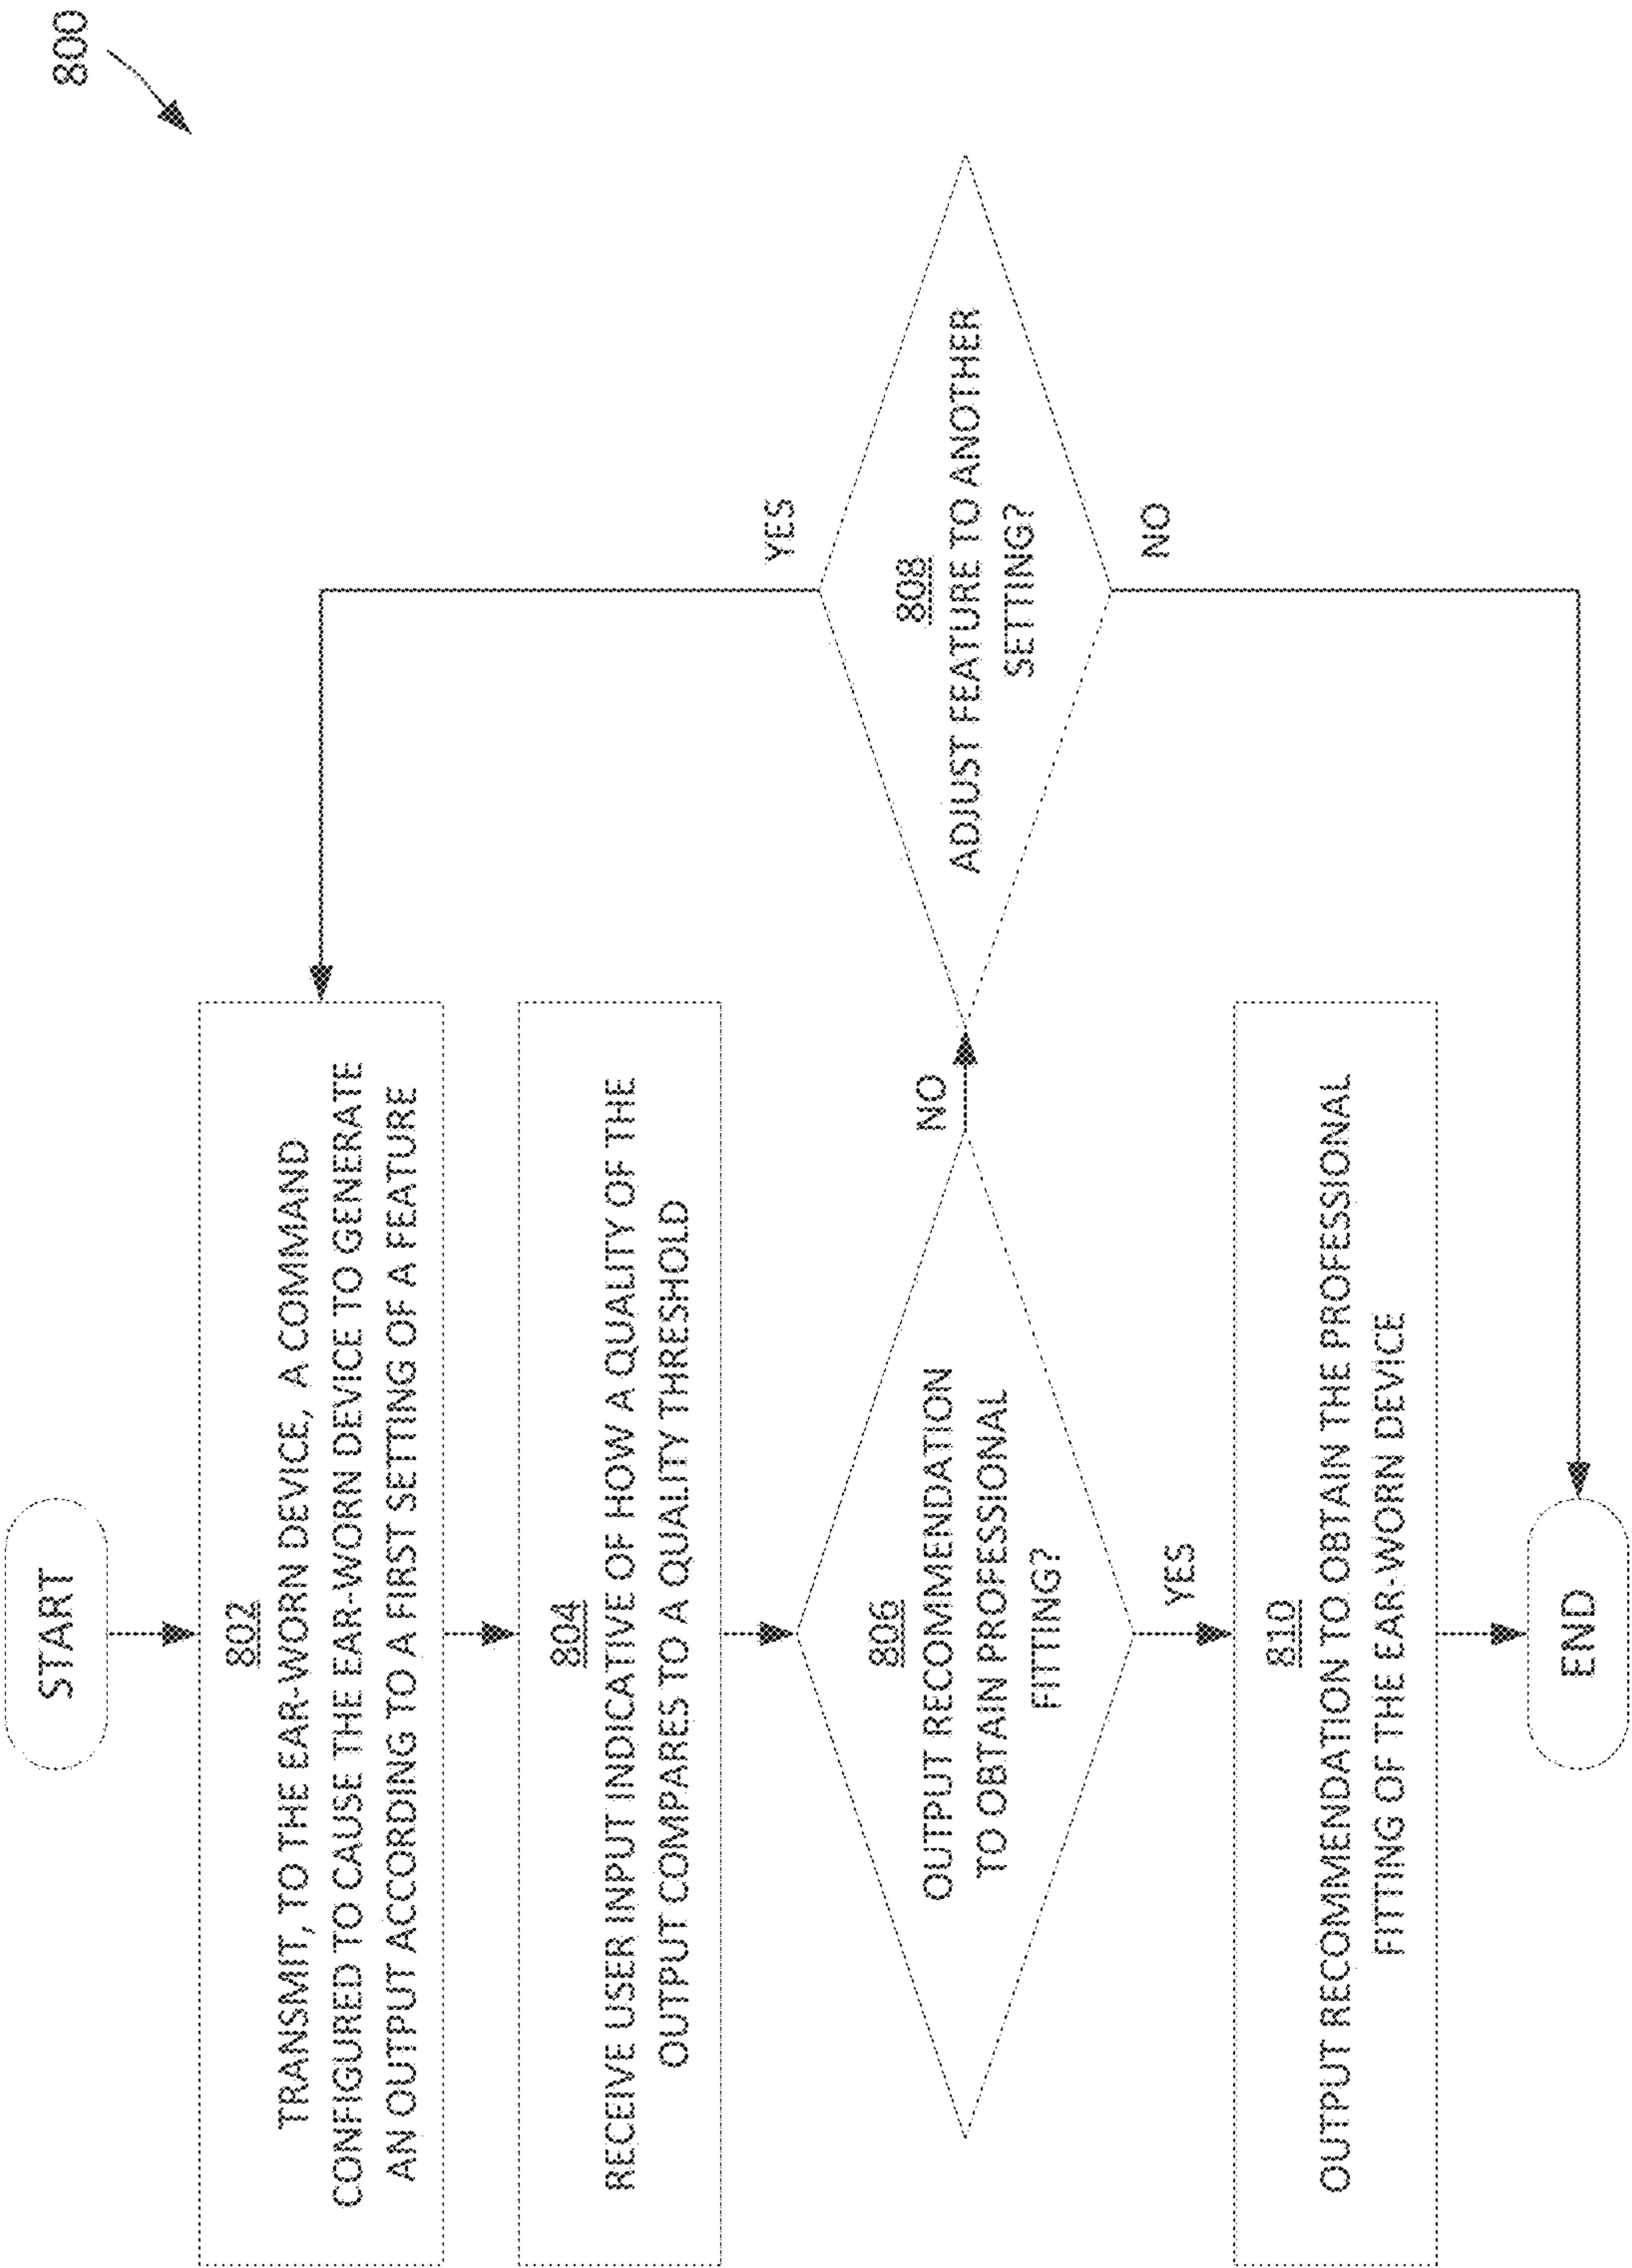 800
START
802
TRANSMIT, TO THE EAR-WORN DEVICE, A COMMAND
CONFIGURED TO CAUSE THE EAR-WORN DEVICE TO GENERATE
AN OUTPUT ACCORDING TO A FIRST SETTING OF A FEATURE
804
RECEIVE USER INPUT INDICATIVE OF HOW A QUALITY OF THE
OUTPUT COMPARES TO A QUALITY THRESHOLD
806
OUTPUT RECOMMENDATION
TO OBTAIN PROFESSIONAL
FITTING?
NO
YES
808
ADJUST FEATURE TO ANOTHER
SETTING?
YES
NO
810
OUTPUT RECOMMENDATION TO OBTAIN THE PROFESSIONAL
FITTING OF THE EAR-WORN DEVICE
END